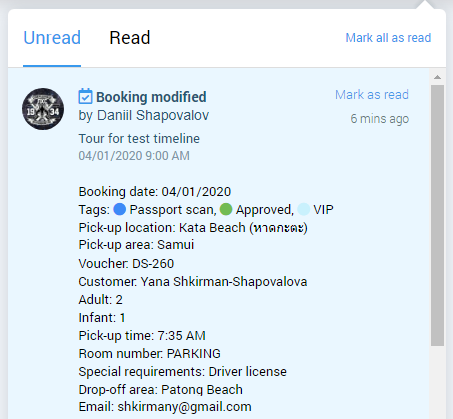 Unread Read Mark all as read
Booking modified Mark as read
by Daniil Shapovalov 6 mins ago
Tour for test timeline
04/01/2020 9:00 AM
Booking date: 04/01/2020
Tags: Passport scan, Approved, VIP
Pick-up location: Kata Beach (หาดกะตะ)
Pick-up area: Samui
Voucher: DS-260
Customer: Yana Shkirman-Shapovalova
Adult: 2
Infant: 1
Pick-up time: 7:35 AM
Room number: PARKING
Special requirements: Driver license
Drop-off area: Patong Beach
Email: shkirmany@gmail.com
19 34